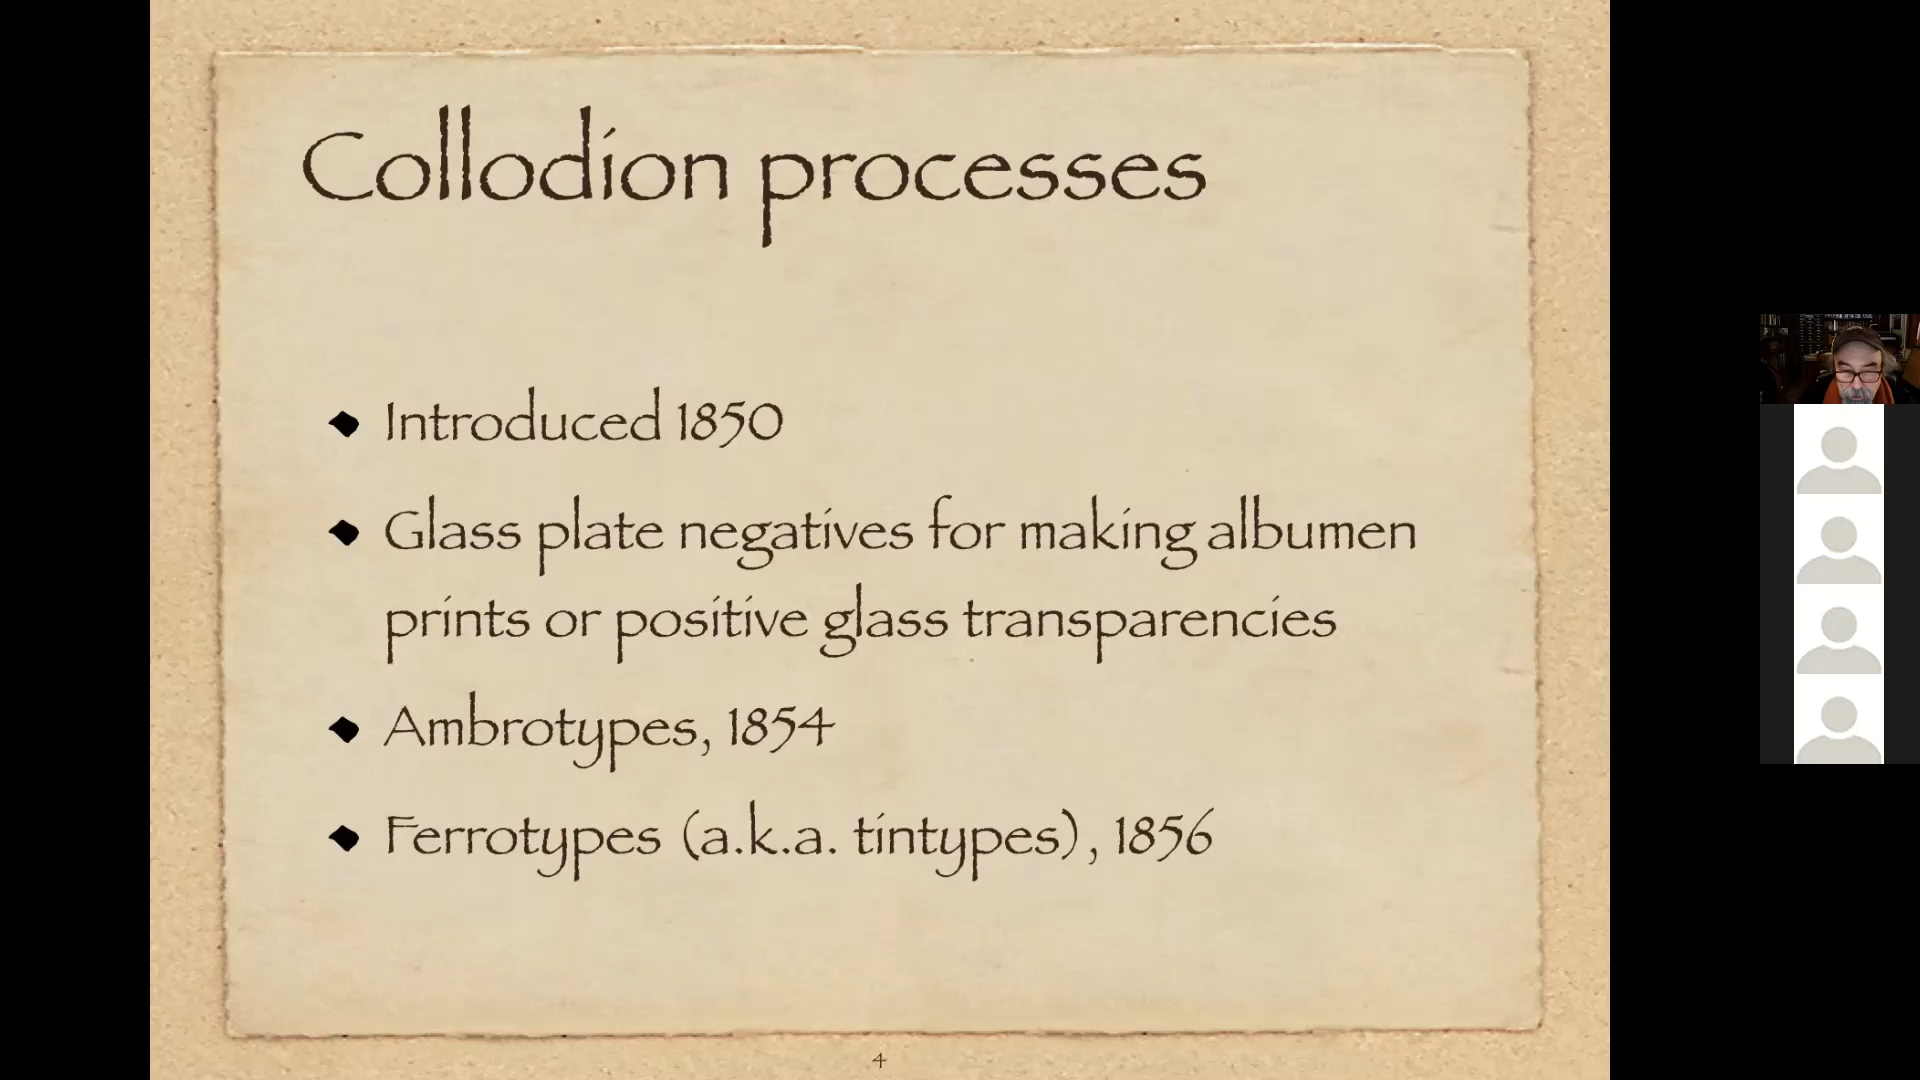 Collodion processes
Introduced 1850
Glass plate negatives for making albumen
prints or positive glass transparencies
Ambrotypes, 1854
Ferrotypes (a.k.a. tintypes), 1856
4